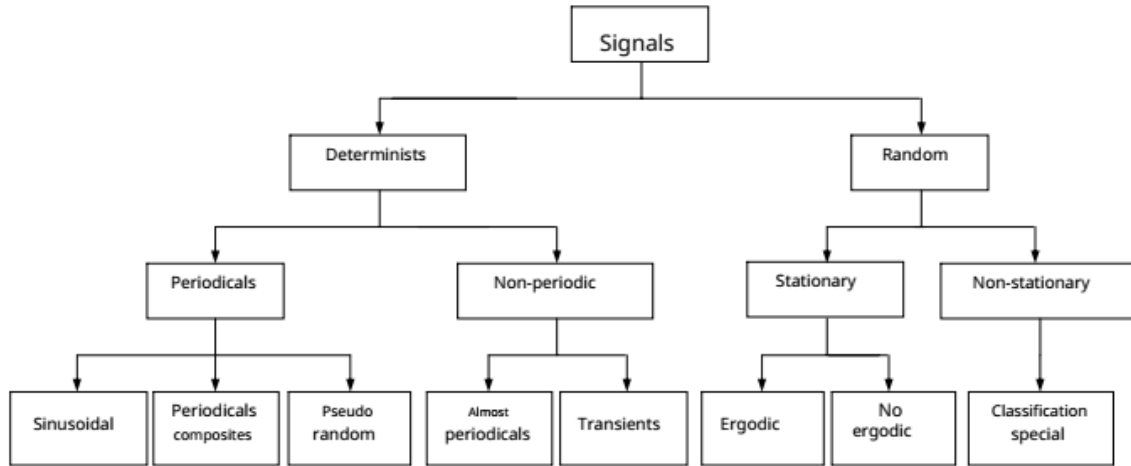 Signals
Determinists
Random
Periodicals
Non-periodic
Stationary
Non-stationary
Sinusoidal
Periodicals
composites
Pseudo
random
Almost
periodicals
Transients
Ergodic
No
ergodic
Classification
special